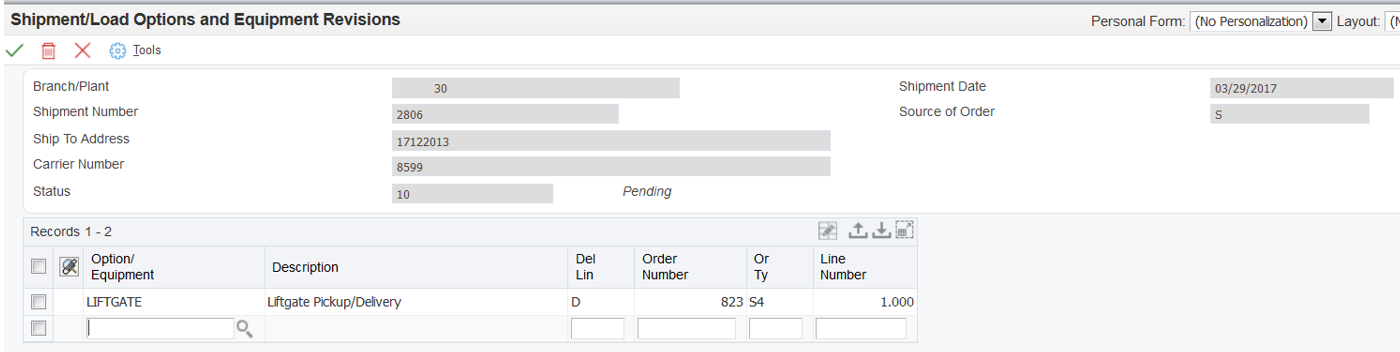 Shipment/Load Options and Equipment Revisions
Personal Form: (No Personalization) Layout: (N
Tools
Branch/Plant 30 Shipment Date 03/29/2017
Shipment Number 2806 Source of Order S
Ship To Address 17122013
Carrier Number 8599
Status 10 Pending
Records 1 - 2
Option/ Equipment Description Del Lin Order Number Or Ty Line Number
LIFTGATE Liftgate Pickup/Delivery D 823 S4 1.000